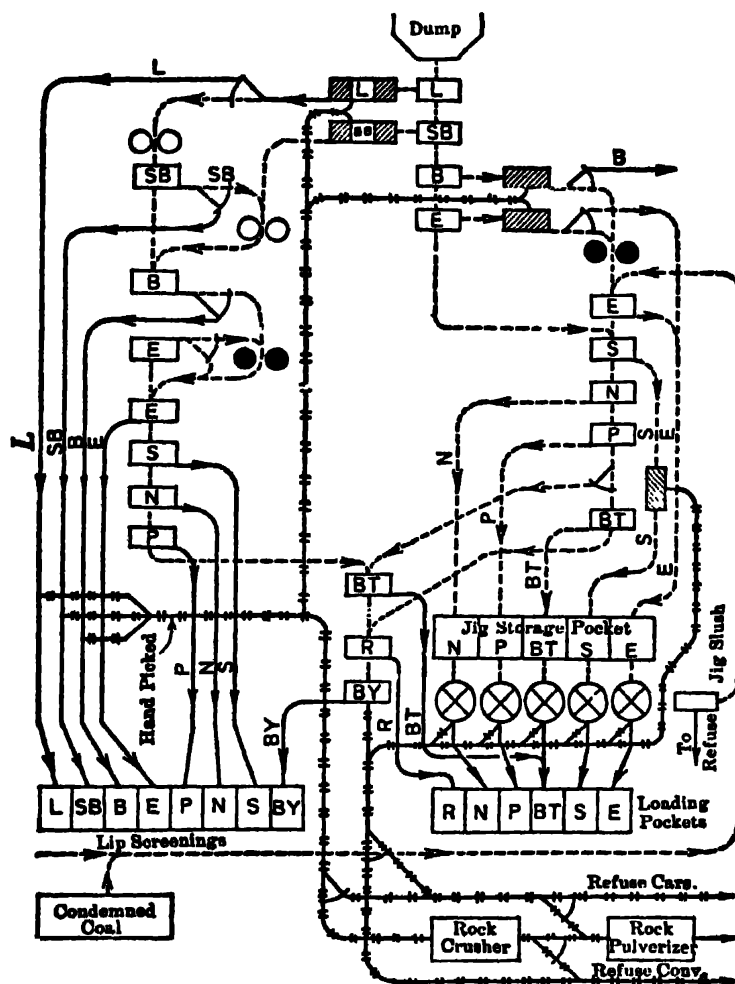 Dump
L
L
L
SB
B
B
E
SB
SB
B
E
E
S
N
P
L
SB
B
E
E
S
N
P
BT
S
E
N
P
BT
S
E
BT
R
BY
Jig Storage Pocket
N P BT S E
Hand Picked
P
N
S
BY
R
BT
Jig Slush
To Refuse
L SB B E P N S BY
R N P BT S E
Loading
Pockets
Lip Screenings
Condemned
Coal
Refuse Cars.
Rock
Crusher
Rock
Pulverizer
Refuse Conv.